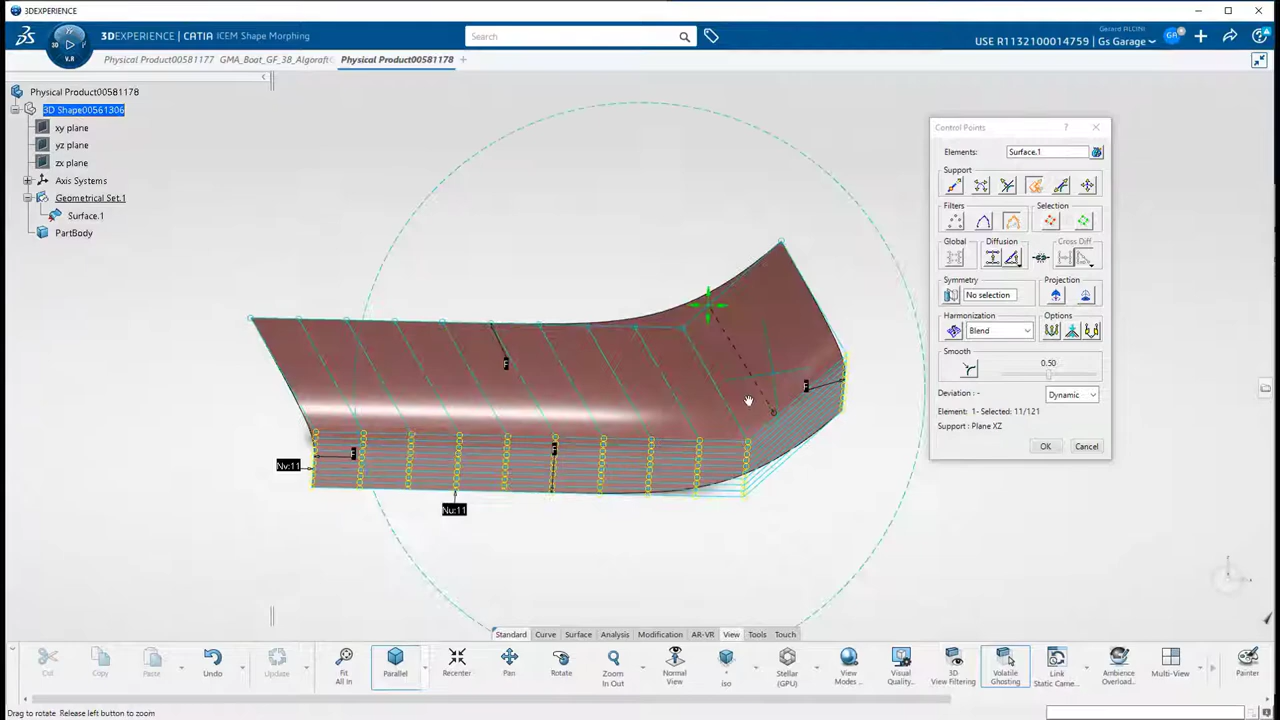 3DEXPERIENCE
3DEXPERIENCE | CATIA ICEM Shape Morphing
Search
Gerard ALCINI
USE R1132100014759 | Gs Garage
3D
V.R
Physical Product00581177
GMA_Boat_GF_38_Algoraft
Physical Product00581178
Physical Product00581178
3D Shape00561306
xy plane
yz plane
zx plane
Axis Systems
Geometrical Set.1
Surface.1
PartBody
Control Points
?
Elements:
Surface.1
Support
Filters
Selection
Global
Diffusion
Cross Diff
Symmetry
Projection
No selection
Harmonization
Options
Blend
Smooth
0.50
Deviation : -
Dynamic
Element: 1- Selected: 11/121
Support : Plane XZ
OK
Cancel
F
F
F
F
Nv:11
Nu:11
Standard
Curve
Surface
Analysis
Modification
AR-VR
View
Tools
Touch
Cut
Copy
Paste
Undo
Update
Fit All In
Parallel
Recenter
Pan
Rotate
Zoom In Out
Normal View
iso
Stellar (GPU)
View Modes...
Visual Quality...
3D View Filtering
Volatile Ghosting
Link Static Came...
Ambience Overload...
Multi-View
Painter
Drag to rotate: Release left button to zoom